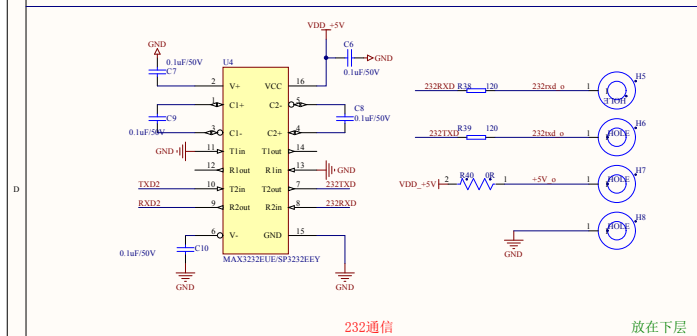 VDD_+5V
GND
C6
GND
0.1uF/50V
C7
U4
0.1uF/50V
2 V+ VCC 16
1 C1+ C2- 5
C9 C8
0.1uF/50V 3 C1- C2+ 4 0.1uF/50V
GND 11 T1in T1out 14
12 R1out R1in 13 GND
TXD2 10 T2in T2out 7 232TXD
RXD2 9 R2out R2in 8 232RXD
6 V- GND 15
C10
0.1uF/50V
MAX3232EUE/SP3232EEY
GND GND
232RXD R38 120 232rxd_o 1 H5
1
HOLE
232TXD R39 120 232txd_o 1 H6
HOLE
VDD_+5V 2 R40 0R 1 +5V_o 1 H7
HOLE
1 H8
HOLE
GND
D
232通信
放在下层